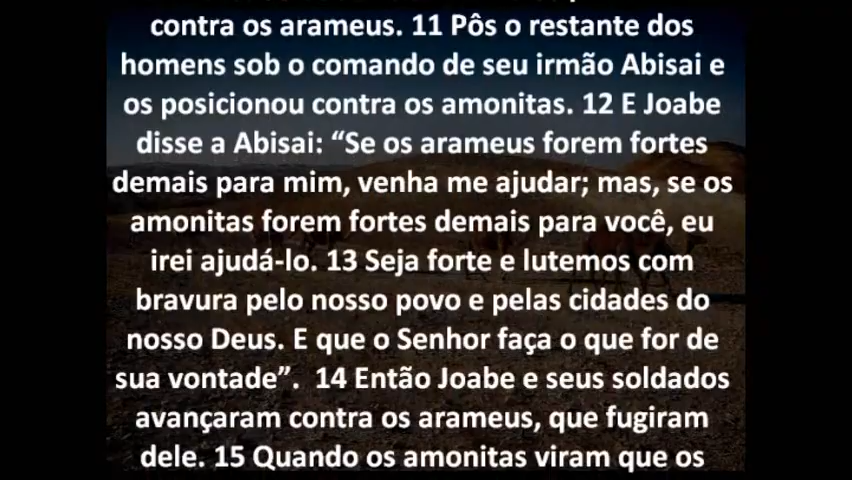 contra os arameus. 11 Pôs o restante dos
homens sob o comando de seu irmão Abisai e
os posicionou contra os amonitas. 12 E Joabe
disse a Abisai: “Se os arameus forem fortes
demais para mim, venha me ajudar; mas, se os
amonitas forem fortes demais para você, eu
irei ajudá-lo. 13 Seja forte e lutemos com
bravura pelo nosso povo e pelas cidades do
nosso Deus. E que o Senhor faça o que for de
sua vontade”. 14 Então Joabe e seus soldados
avançaram contra os arameus, que fugiram
dele. 15 Quando os amonitas viram que os